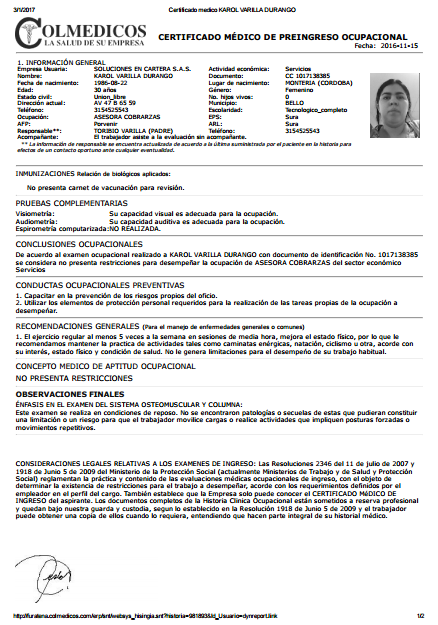 3/1/2017 Certificado medico KAROL VARILLA DURANGO
COLMEDICOS
LA SALUD DE SU EMPRESA
CERTIFICADO MÉDICO DE PREINGRESO OCUPACIONAL
Fecha: 2016-11-15
1. INFORMACIÓN GENERAL
Empresa Usuaria: SOLUCIONES EN CARTERA S.A.S. Actividad económica: Servicios
Nombre: KAROL VARILLA DURANGO Documento: CC 1017138385
Fecha de nacimiento: 1986-08-22 Lugar de nacimiento: MONTERIA (CORDOBA)
Edad: 30 años Género: Femenino
Estado civil: Union_libre No. hijos vivos: 0
Dirección actual: AV 47 B 65 59 Municipio: BELLO
Teléfono: 3154525543 Escolaridad: Tecnologico_completo
Ocupación: ASESORA COBRARZAS EPS: Sura
AFP: Porvenir ARL: Sura
Responsable**: TORIBIO VARILLA (PADRE) Teléfono: 3154525543
Acompañante: El trabajador asiste a la evaluación sin acompañante.
** La información de responsable se encuentra actualizada de acuerdo a la última suministrada por el paciente en la historia para
efectos de un contacto oportuno ante cualquier eventualidad.
INMUNIZACIONES Relación de biológicos aplicados:
No presenta carnet de vacunación para revisión.
PRUEBAS COMPLEMENTARIAS
Visiometría: Su capacidad visual es adecuada para la ocupación.
Audiometría: Su capacidad auditiva es adecuada para la ocupación.
Espirometría computarizada:NO REALIZADA.
CONCLUSIONES OCUPACIONALES
De acuerdo al examen ocupacional realizado a KAROL VARILLA DURANGO con documento de identificación No. 1017138385
se considera no presenta restricciones para desempeñar la ocupación de ASESORA COBRARZAS del sector económico
Servicios
CONDUCTAS OCUPACIONALES PREVENTIVAS
1. Capacitar en la prevención de los riesgos propios del oficio.
2. Utilizar los elementos de protección personal requeridos para la realización de las tareas propias de la ocupación a
desempeñar.
RECOMENDACIONES GENERALES (Para el manejo de enfermedades generales o comunes)
1. El ejercicio regular al menos 5 veces a la semana en sesiones de media hora, mejora el estado físico, por lo que le
recomendamos mantener la practica de actividades tales como caminatas enérgicas, natación, ciclismo u otra, acorde con
su interés, estado físico y condición de salud. No le genera limitaciones para el desempeño de su trabajo habitual.
CONCEPTO MEDICO DE APTITUD OCUPACIONAL
NO PRESENTA RESTRICCIONES
OBSERVACIONES FINALES
ÉNFASIS EN EL EXAMEN DEL SISTEMA OSTEOMUSCULAR Y COLUMNA:
Este examen se realiza en condiciones de reposo. No se encontraron patologías o secuelas de estas que pudieran constituir
una limitación o un riesgo para que el trabajador movilice cargas o realice actividades que impliquen posturas forzadas o
movimientos repetitivos.
CONSIDERACIONES LEGALES RELATIVAS A LOS EXAMENES DE INGRESO: Las Resoluciones 2346 del 11 de julio de 2007 y
1918 de Junio 5 de 2009 del Ministerio de la Protección Social (actualmente Ministerios de Trabajo y de Salud y Protección
Social) reglamentan la práctica y contenido de las evaluaciones médicas ocupacionales de ingreso, con el objeto de
determinar la existencia de restricciones para el trabajo a desempeñar, acorde con los requerimientos definidos por el
empleador en el perfil del cargo. También establece que la Empresa solo puede conocer el CERTIFICADO MéDICO DE
INGRESO del aspirante. Los documentos completos de la Historia Clinica Ocupacional están sometidos a reserva profesional
y quedan bajo nuestra guarda y custodia, segun lo establecido en la Resolución 1918 de Junio 5 de 2009 y el trabajador
puede obtener una copia de ellos cuando lo requiera, entendiendo que hacen parte integral de su historial médico.
http://furatena.colmedicos.com/erp/snt/websys_hisingia.snt?historia=981893&Id_Usuario=dynreport.link 1/2